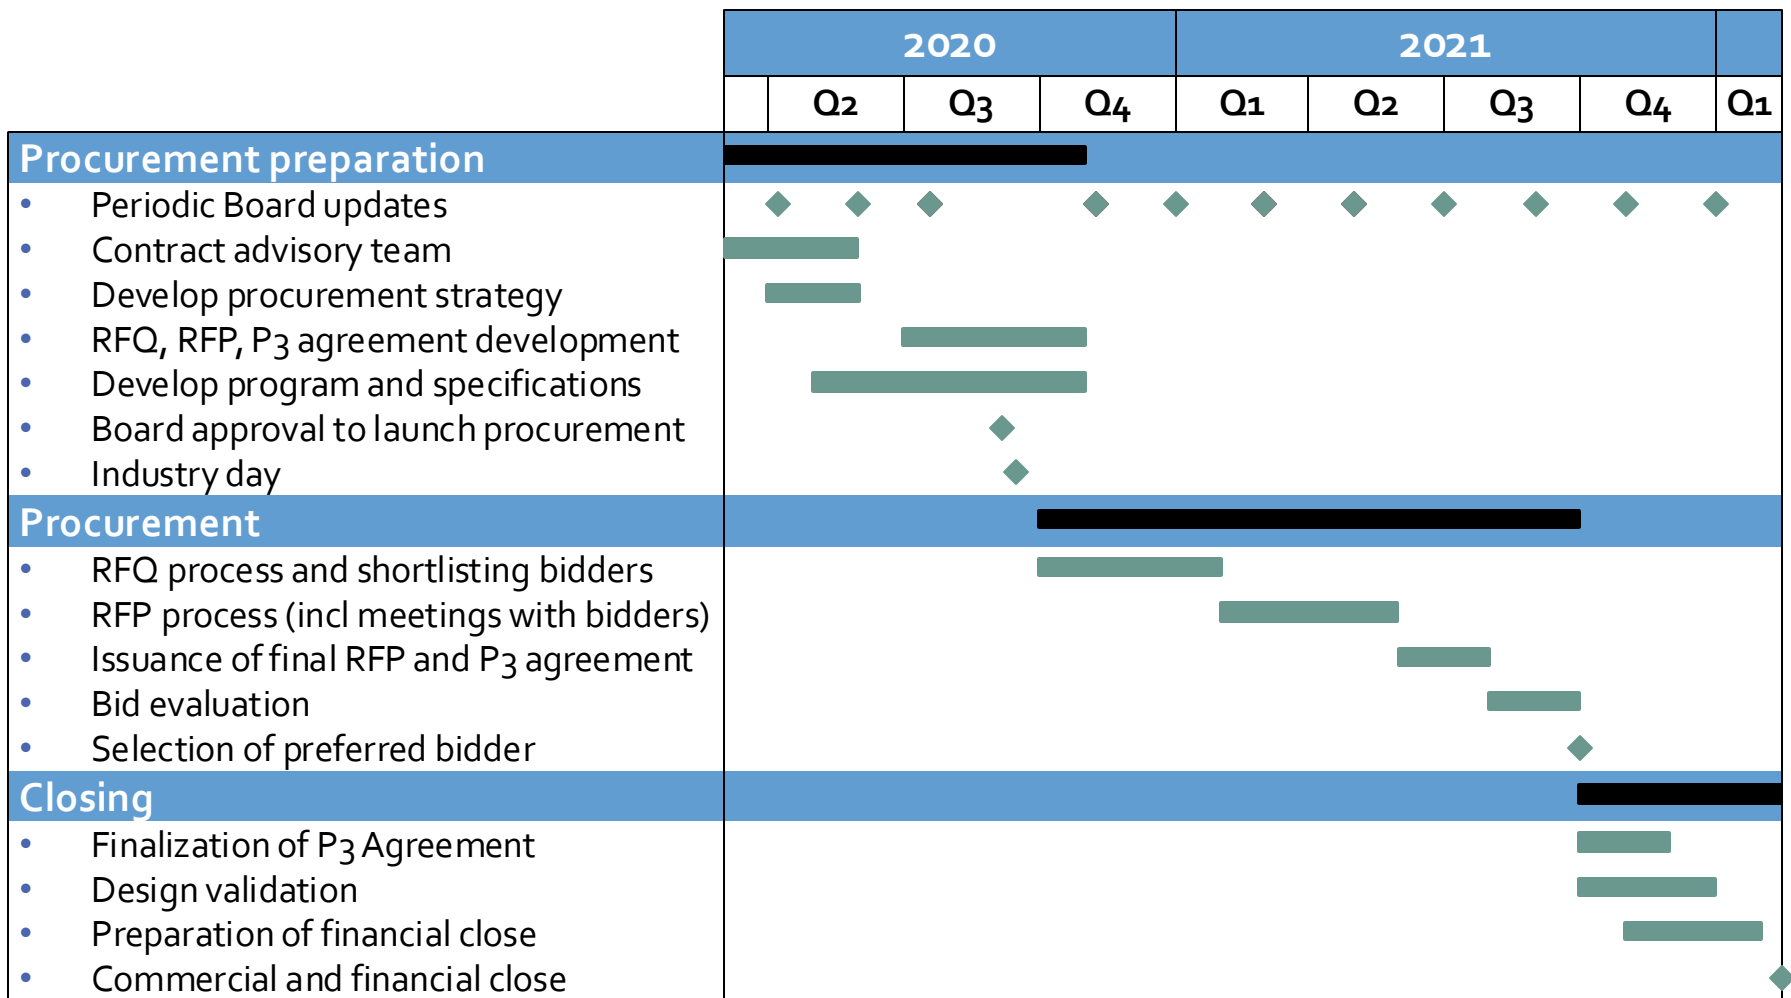 2020 2021
Q2 Q3 Q4 Q1 Q2 Q3 Q4 Q1
Procurement preparation
• Periodic Board updates
• Contract advisory team
• Develop procurement strategy
• RFQ, RFP, P3 agreement development
• Develop program and specifications
• Board approval to launch procurement
• Industry day
Procurement
• RFQ process and shortlisting bidders
• RFP process (incl meetings with bidders)
• Issuance of final RFP and P3 agreement
• Bid evaluation
• Selection of preferred bidder
Closing
• Finalization of P3 Agreement
• Design validation
• Preparation of financial close
• Commercial and financial close